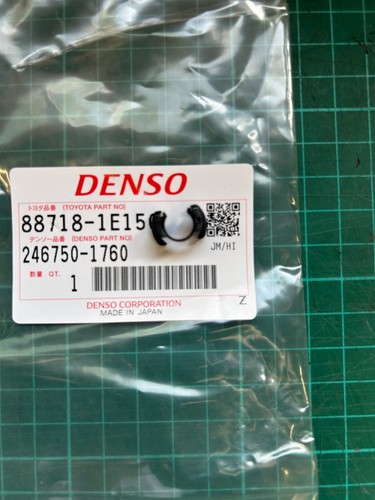 DENSO
トヨタ品番 (TOYOTA PART NO)
88718-1E15
デンソー品番 (DENSO PART NO)
246750-1760
JM/HI
数量 QT. 1
DENSO CORPORATION
MADE IN JAPAN
Z